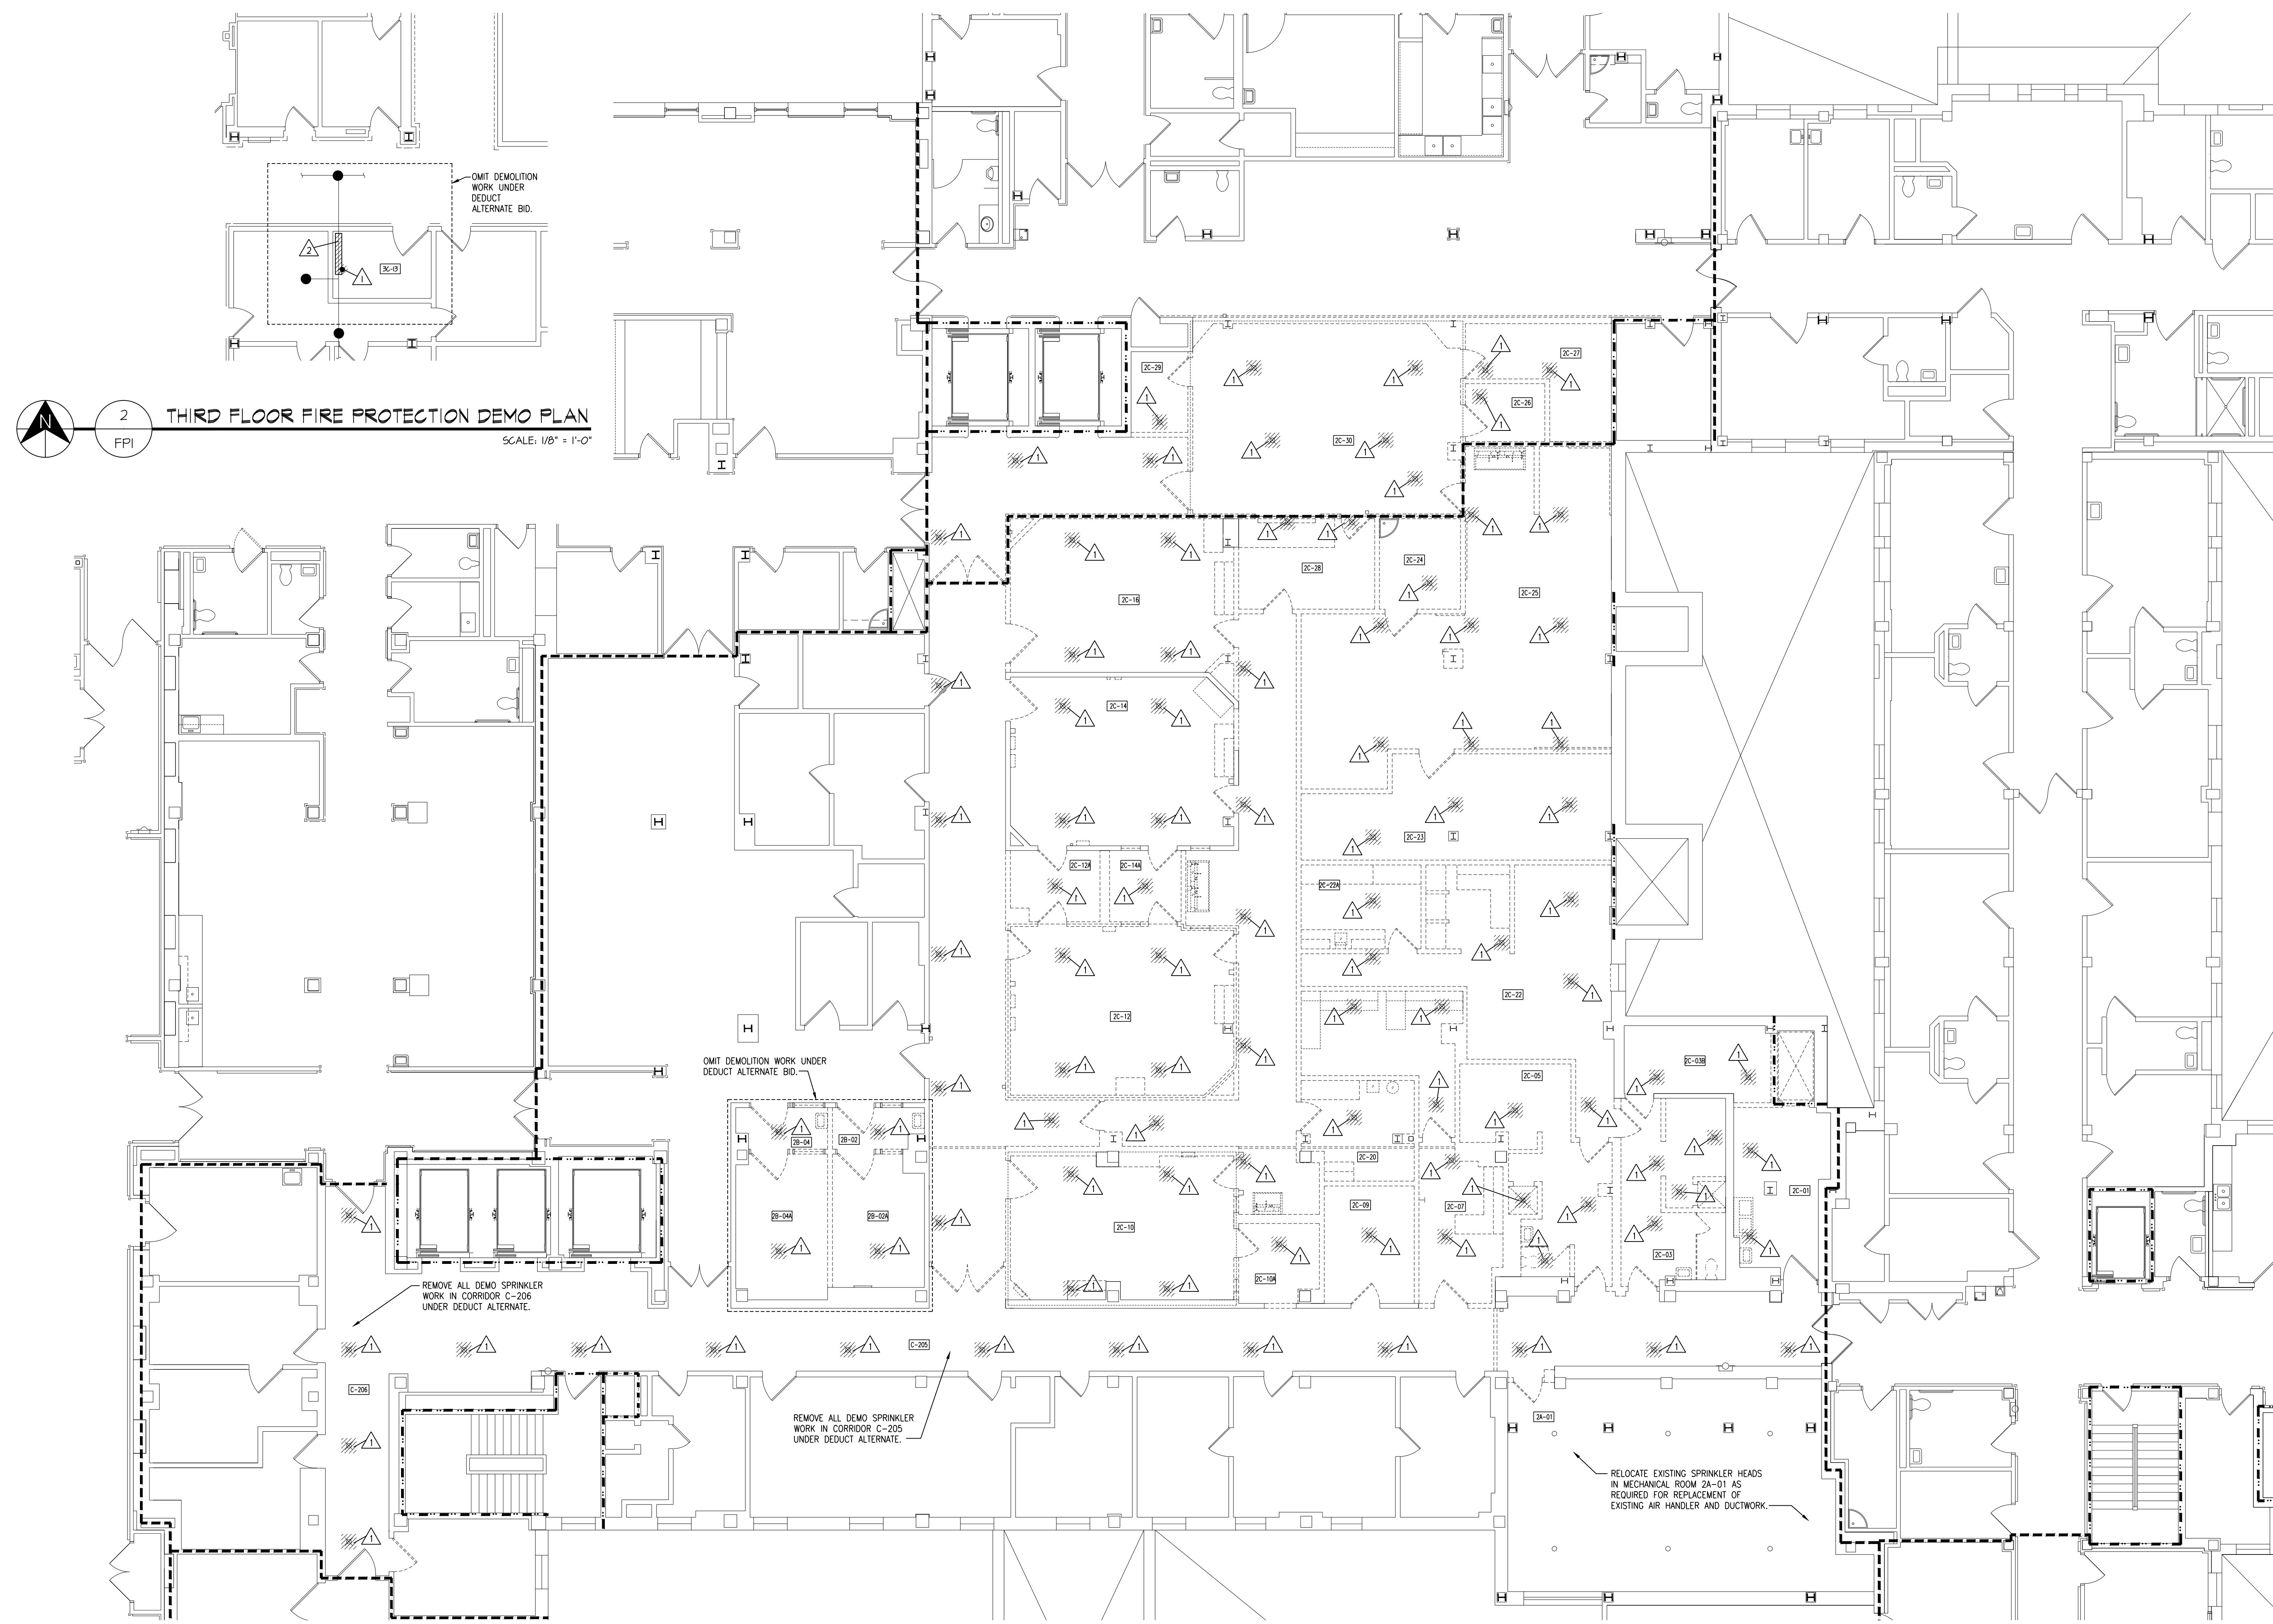 OMIT DEMOLITION
WORK UNDER
DEDUCT
ALTERNATE BID.
2
1
3C-13
N
2
FP1
THIRD FLOOR FIRE PROTECTION DEMO PLAN
SCALE: 1/8" = 1'-0"
2C-29
2C-27
2C-26
2C-30
2C-24
2C-28
2C-25
2C-16
2C-14
2C-23
2C-12A
2C-14A
2C-22A
2C-22
2C-12
OMIT DEMOLITION WORK UNDER
DEDUCT ALTERNATE BID.
2C-03B
2C-05
2B-04
2B-02
2C-20
2C-01
2C-09
2C-07
2B-04A
2B-02A
2C-10
2C-03
2C-10A
REMOVE ALL DEMO SPRINKLER
WORK IN CORRIDOR C-206
UNDER DEDUCT ALTERNATE.
C-205
C-206
REMOVE ALL DEMO SPRINKLER
WORK IN CORRIDOR C-205
UNDER DEDUCT ALTERNATE.
2A-01
RELOCATE EXISTING SPRINKLER HEADS
IN MECHANICAL ROOM 2A-01 AS
REQUIRED FOR REPLACEMENT OF
EXISTING AIR HANDLER AND DUCTWORK.